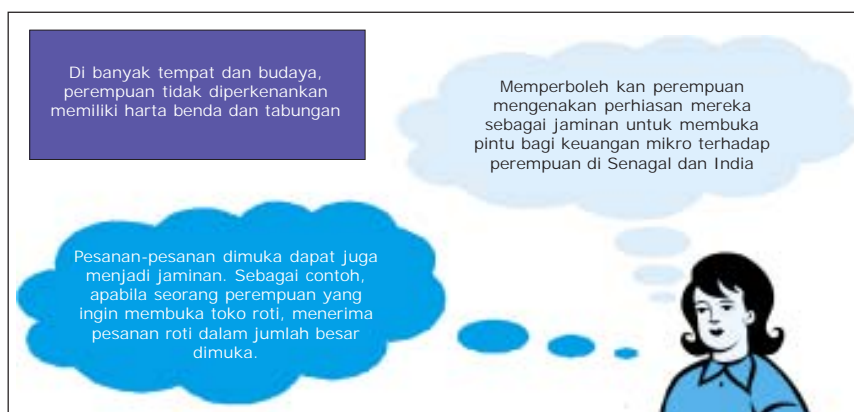 Di banyak tempat dan budaya,
perempuan tidak diperkenankan
memiliki harta benda dan tabungan
Memperboleh kan perempuan
mengenakan perhiasan mereka
sebagai jaminan untuk membuka
pintu bagi keuangan mikro terhadap
perempuan di Senagal dan India
Pesanan-pesanan dimuka dapat juga
menjadi jaminan. Sebagai contoh,
apabila seorang perempuan yang
ingin membuka toko roti, menerima
pesanan roti dalam jumlah besar
dimuka.